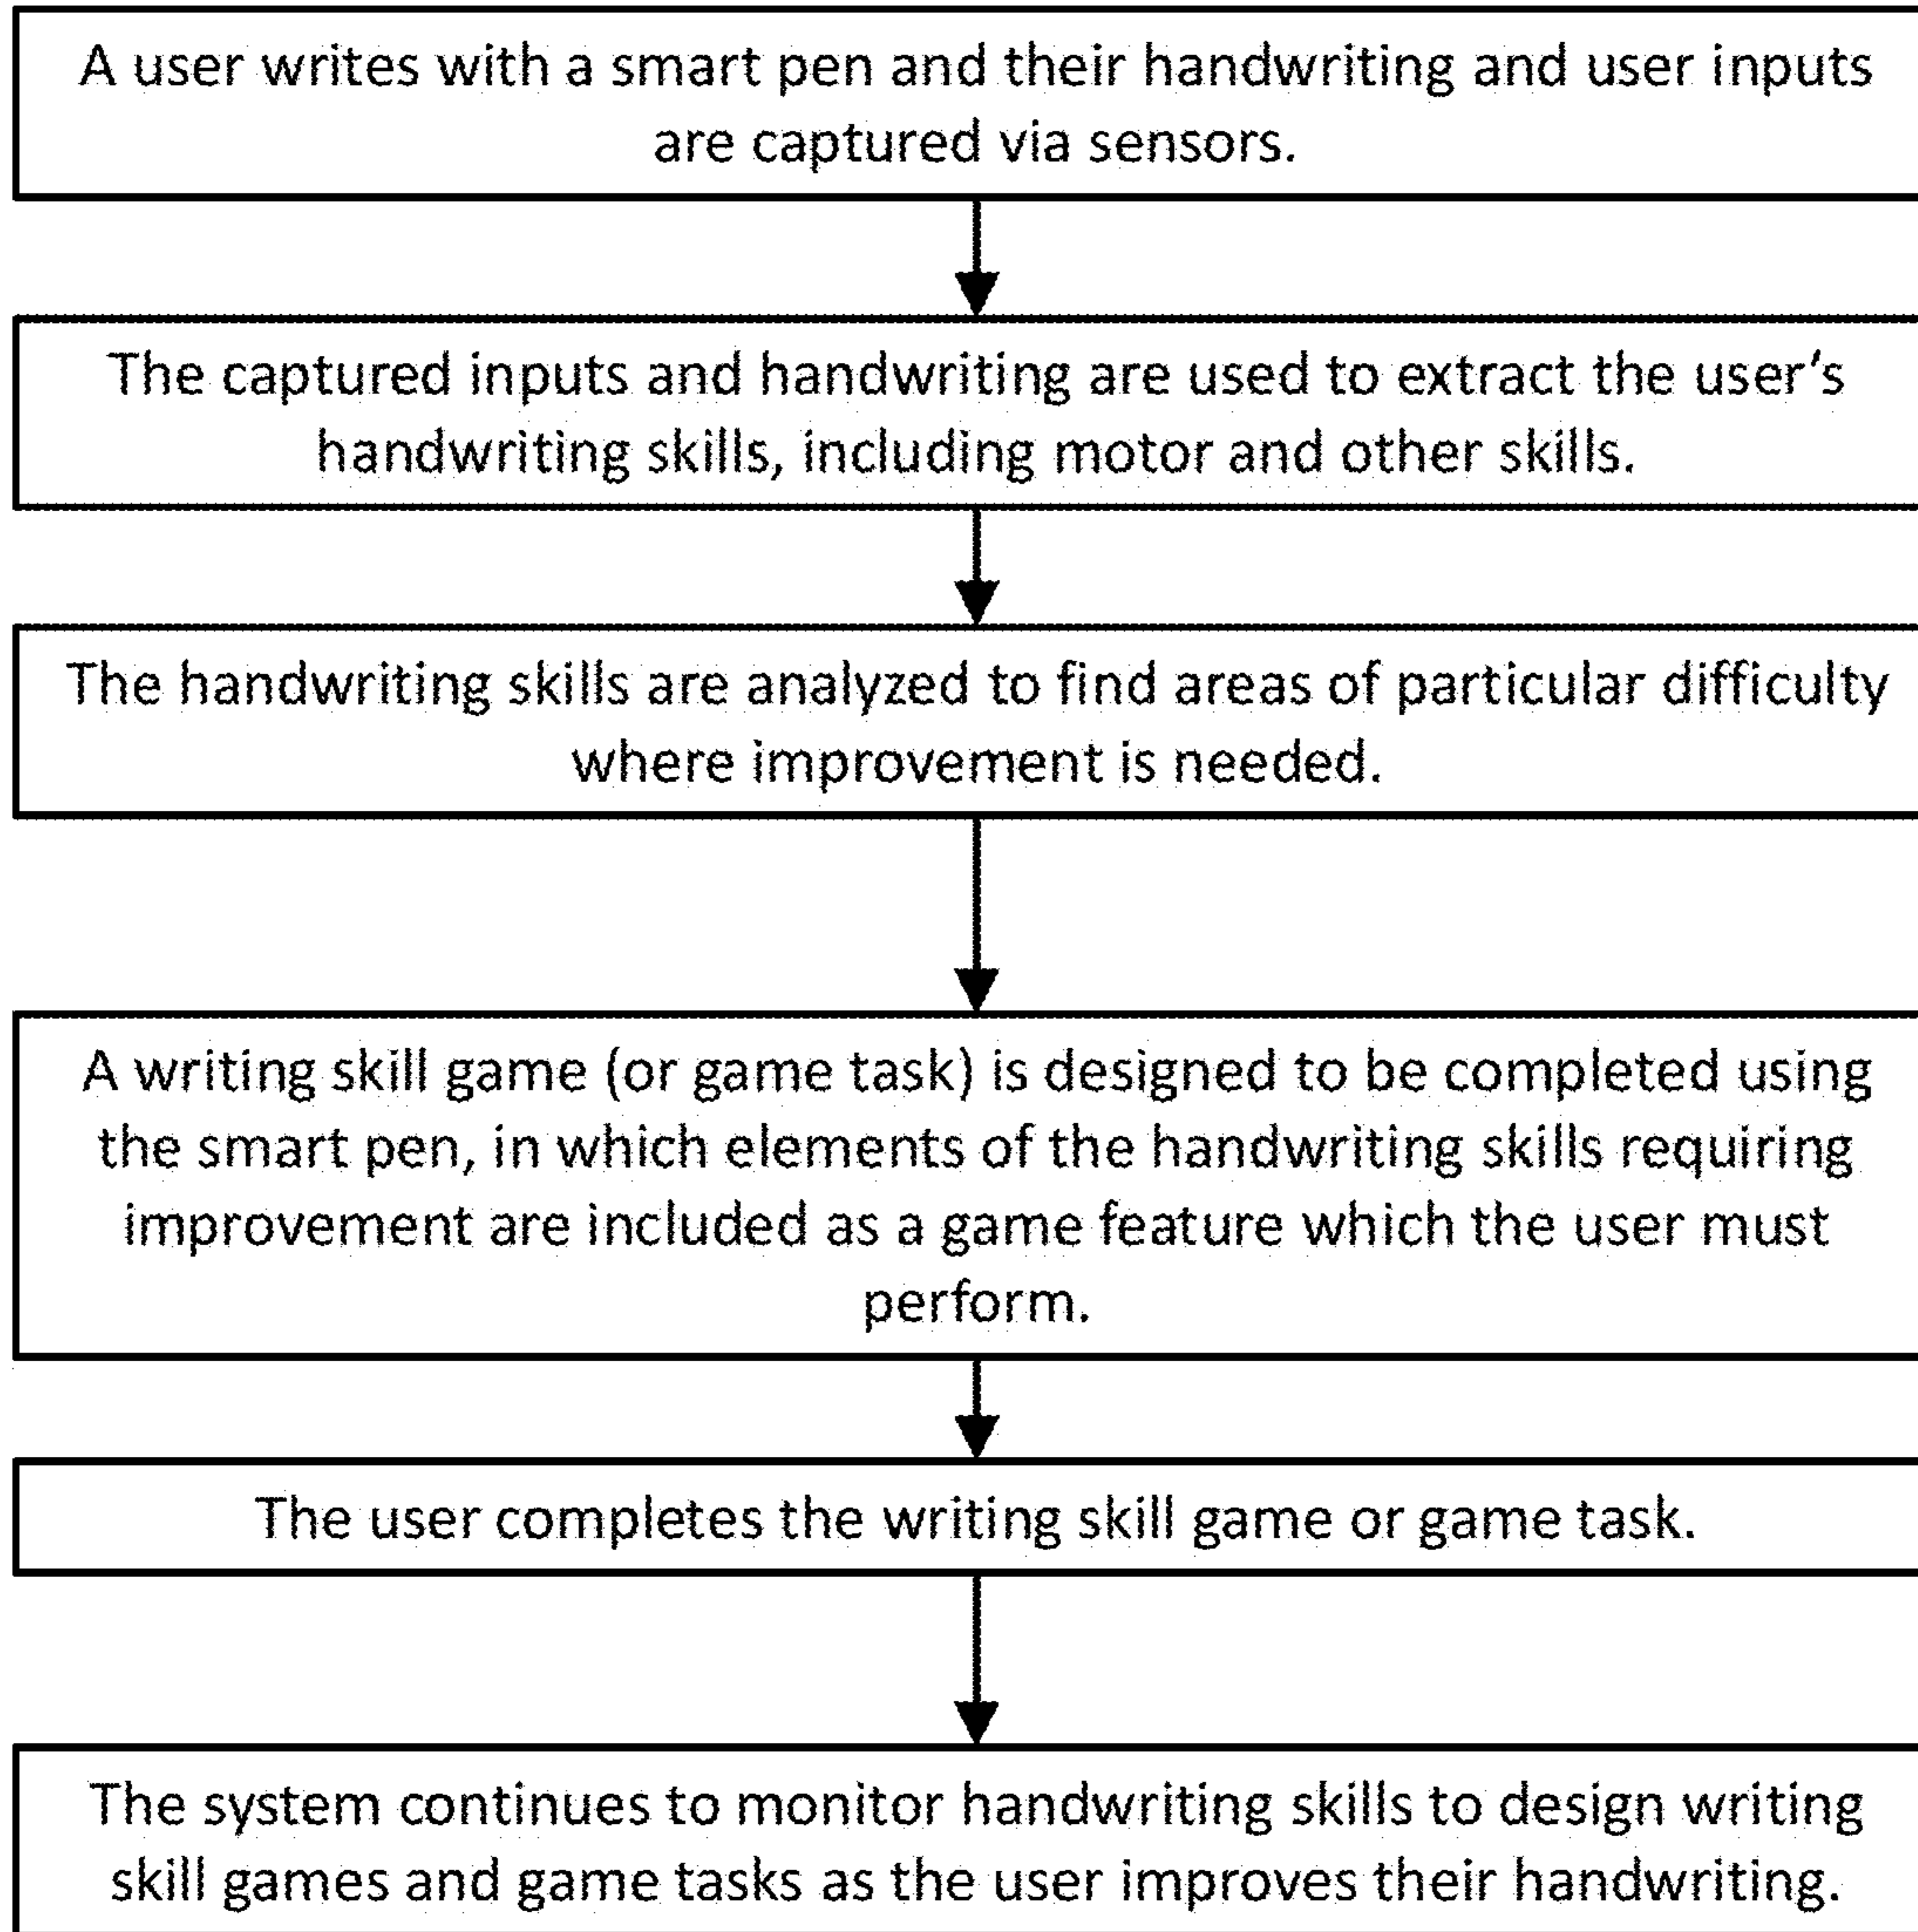 A user writes with a smart pen and their handwriting and user inputs
are captured via sensors.
The captured inputs and handwriting are used to extract the user's
handwriting skills, including motor and other skills.
The handwriting skills are analyzed to find areas of particular difficulty
where improvement is needed.
A writing skill game (or game task) is designed to be completed using
the smart pen, in which elements of the handwriting skills requiring
improvement are included as a game feature which the user must
perform.
The user completes the writing skill game or game task.
The system continues to monitor handwriting skills to design writing
skill games and game tasks as the user improves their handwriting.